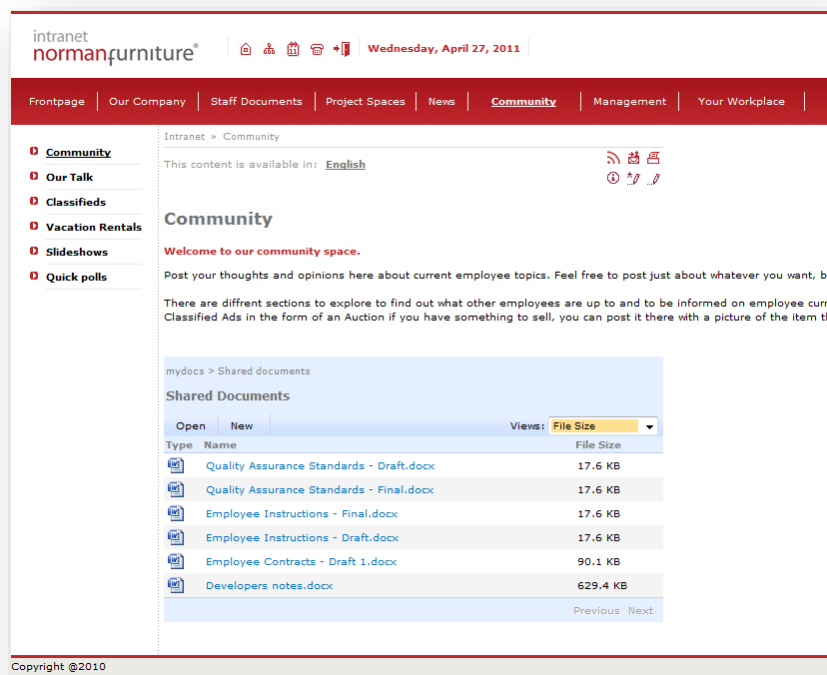 intranet
normanfurniture®
11
Wednesday, April 27, 2011
Frontpage Our Company Staff Documents Project Spaces News Community Management Your Workplace
Community
Our Talk
Classifieds
Vacation Rentals
Slideshows
Quick polls
Intranet » Community
This content is available in: English
Community
Welcome to our community space.
Post your thoughts and opinions here about current employee topics. Feel free to post just about whatever you want, b
There are diffrent sections to explore to find out what other employees are up to and to be informed on employee curr
Classified Ads in the form of an Auction if you have something to sell, you can post it there with a picture of the item t
mydocs > Shared documents
Shared Documents
Open New Views: File Size
Type Name File Size
Quality Assurance Standards - Draft.docx 17.6 KB
Quality Assurance Standards - Final.docx 17.6 KB
Employee Instructions - Final.docx 17.6 KB
Employee Instructions - Draft.docx 17.6 KB
Employee Contracts - Draft 1.docx 90.1 KB
Developers notes.docx 629.4 KB
Previous Next
Copyright @2010